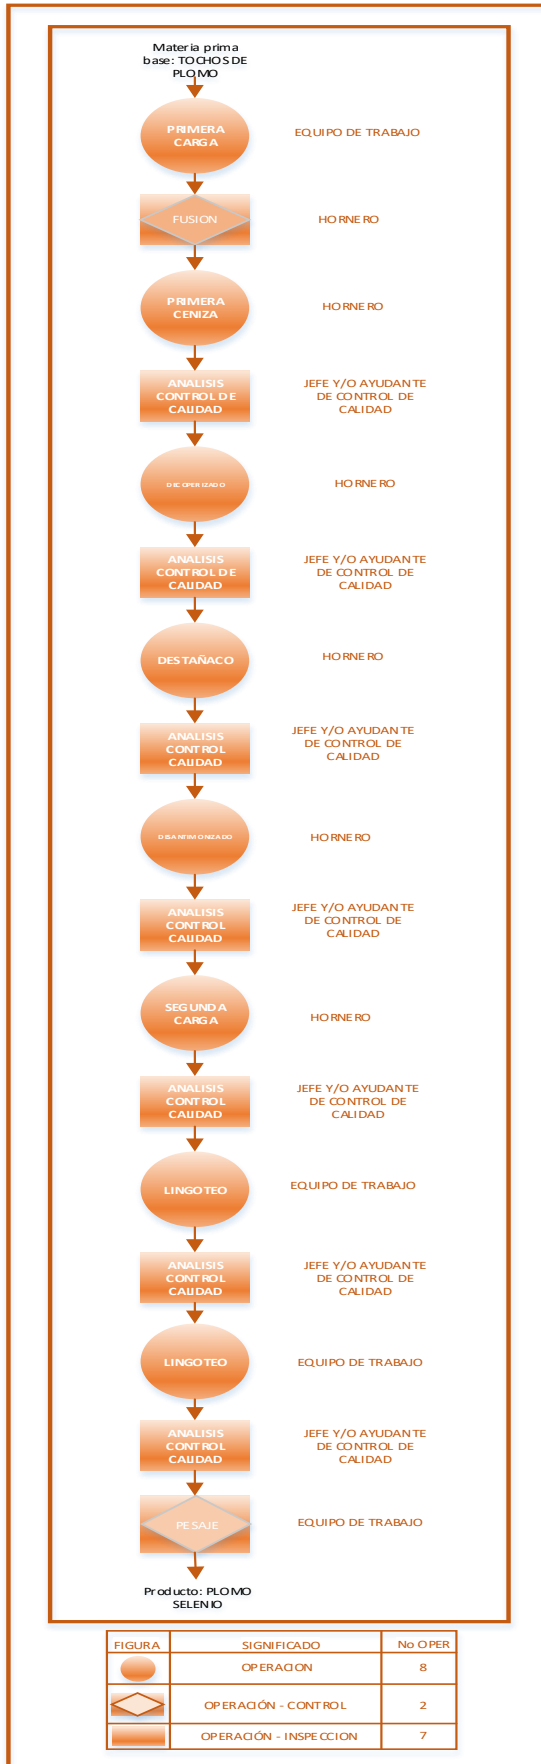 Materia prima
base: TOCHOS DE
PLOMO
PRIMERA
CARGA
EQUIPO DE TRABAJO
FUSION
HORNERO
PRIMERA
CENIZA
HORNERO
ANALISIS
CONTROL DE
CALIDAD
JEFE Y/O AYUDANTE
DE CONTROL DE
CALIDAD
DECOPERIZADO
HORNERO
ANALISIS
CONTROL DE
CALIDAD
JEFE Y/O AYUDANTE
DE CONTROL DE
CALIDAD
DESTAÑACO
HORNERO
ANALISIS
CONTROL
CALIDAD
JEFE Y/O AYUDANTE
DE CONTROL DE
CALIDAD
DESANTIMONIZADO
HORNERO
ANALISIS
CONTROL
CALIDAD
JEFE Y/O AYUDANTE
DE CONTROL DE
CALIDAD
SEGUNDA
CARGA
HORNERO
ANALISIS
CONTROL
CALIDAD
JEFE Y/O AYUDANTE
DE CONTROL DE
CALIDAD
LINGOTEO
EQUIPO DE TRABAJO
ANALISIS
CONTROL
CALIDAD
JEFE Y/O AYUDANTE
DE CONTROL DE
CALIDAD
LINGOTEO
EQUIPO DE TRABAJO
ANALISIS
CONTROL
CALIDAD
JEFE Y/O AYUDANTE
DE CONTROL DE
CALIDAD
PESAJE
EQUIPO DE TRABAJO
Producto: PLOMO
SELENIO
FIGURA SIGNIFICADO No OPER
OPERACION 8
OPERACIÓN - CONTROL 2
OPERACIÓN - INSPECCION 7